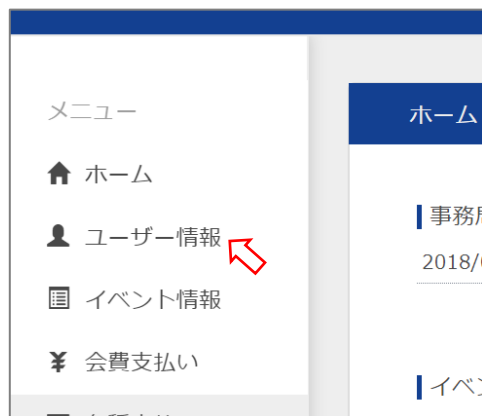 メニュー
ホーム
ユーザー情報
イベント情報
会費支払い
ホーム
事務局
2018/
イベン